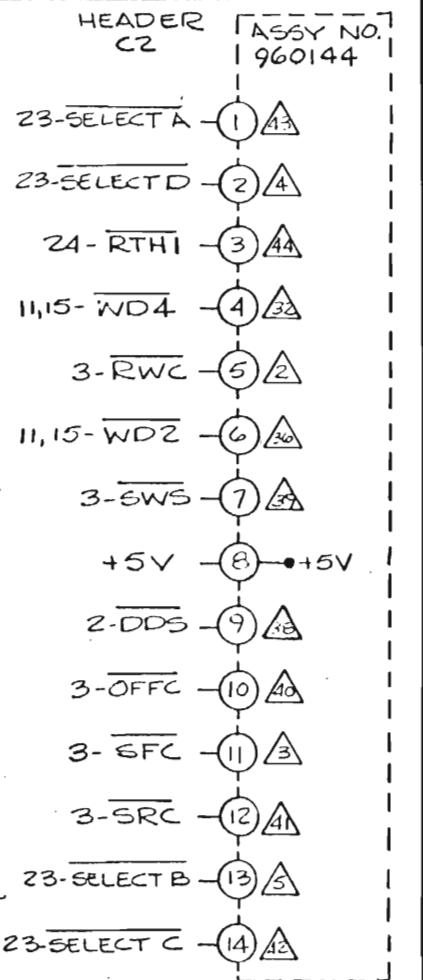 HEADER
C2
ASSY NO.
960144
23-SELECT A 1 43
23-SELECT D 2 4
24-RTH1 3 44
11,15-WD4 4 32
3-RWC 5 2
11,15-WD2 6 36
3-SWS 7 39
+5V 8 +5V
2-DDS 9 38
3-OFFC 10 40
3-SFC 11 3
3-SRC 12 41
23-SELECT B 13 5
23-SELECT C 14 42